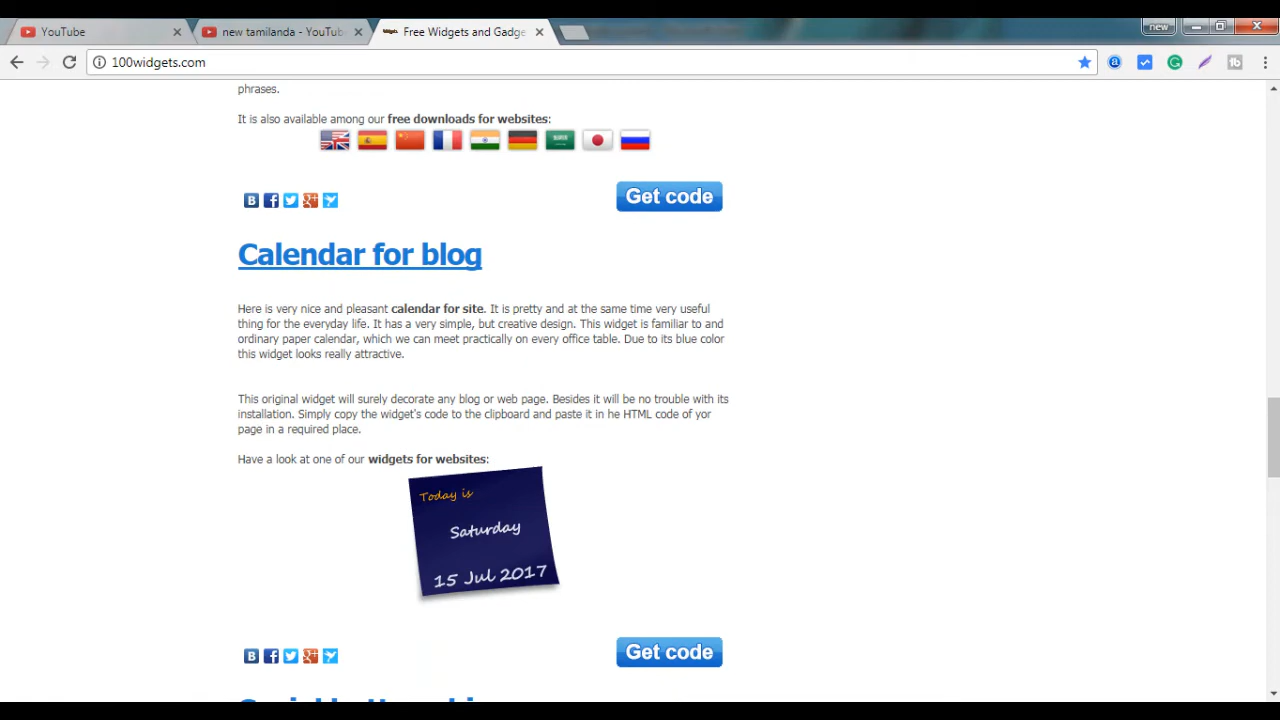 YouTube
new tamilanda - YouTub
Free Widgets and Gadge
new
100widgets.com
phrases.
It is also available among our free downloads for websites:
Get code
Calendar for blog
Here is very nice and pleasant calendar for site. It is pretty and at the same time very useful
thing for the everyday life. It has a very simple, but creative design. This widget is familiar to and
ordinary paper calendar, which we can meet practically on every office table. Due to its blue color
this widget looks really attractive.
This original widget will surely decorate any blog or web page. Besides it will be no trouble with its
installation. Simply copy the widget's code to the clipboard and paste it in he HTML code of yor
page in a required place.
Have a look at one of our widgets for websites:
Today is
Saturday
15 Jul 2017
Get code